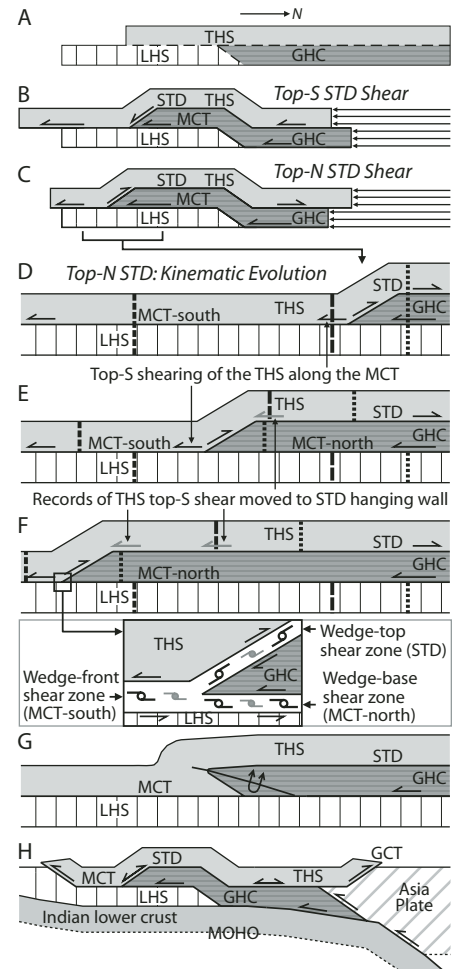 A
N
THS
LHS
GHC
B
STD THS
Top-S STD Shear
MCT
LHS
GHC
C
STD THS
Top-N STD Shear
MCT
LHS
GHC
D
Top-N STD: Kinematic Evolution
STD
MCT-south
THS
GHC
LHS
Top-S shearing of the THS along the MCT
E
THS
STD
MCT-south
MCT-north
GHC
LHS
Records of THS top-S shear moved to STD hanging wall
F
THS
STD
MCT-north
GHC
LHS
THS
Wedge-top
shear zone (STD)
Wedge-front
shear zone
(MCT-south)
GHC
Wedge-base
shear zone
(MCT-north)
LHS
G
THS
STD
MCT
GHC
LHS
H
STD
GCT
MCT
THS
LHS
GHC
Asia
Plate
Indian lower crust
MOHO